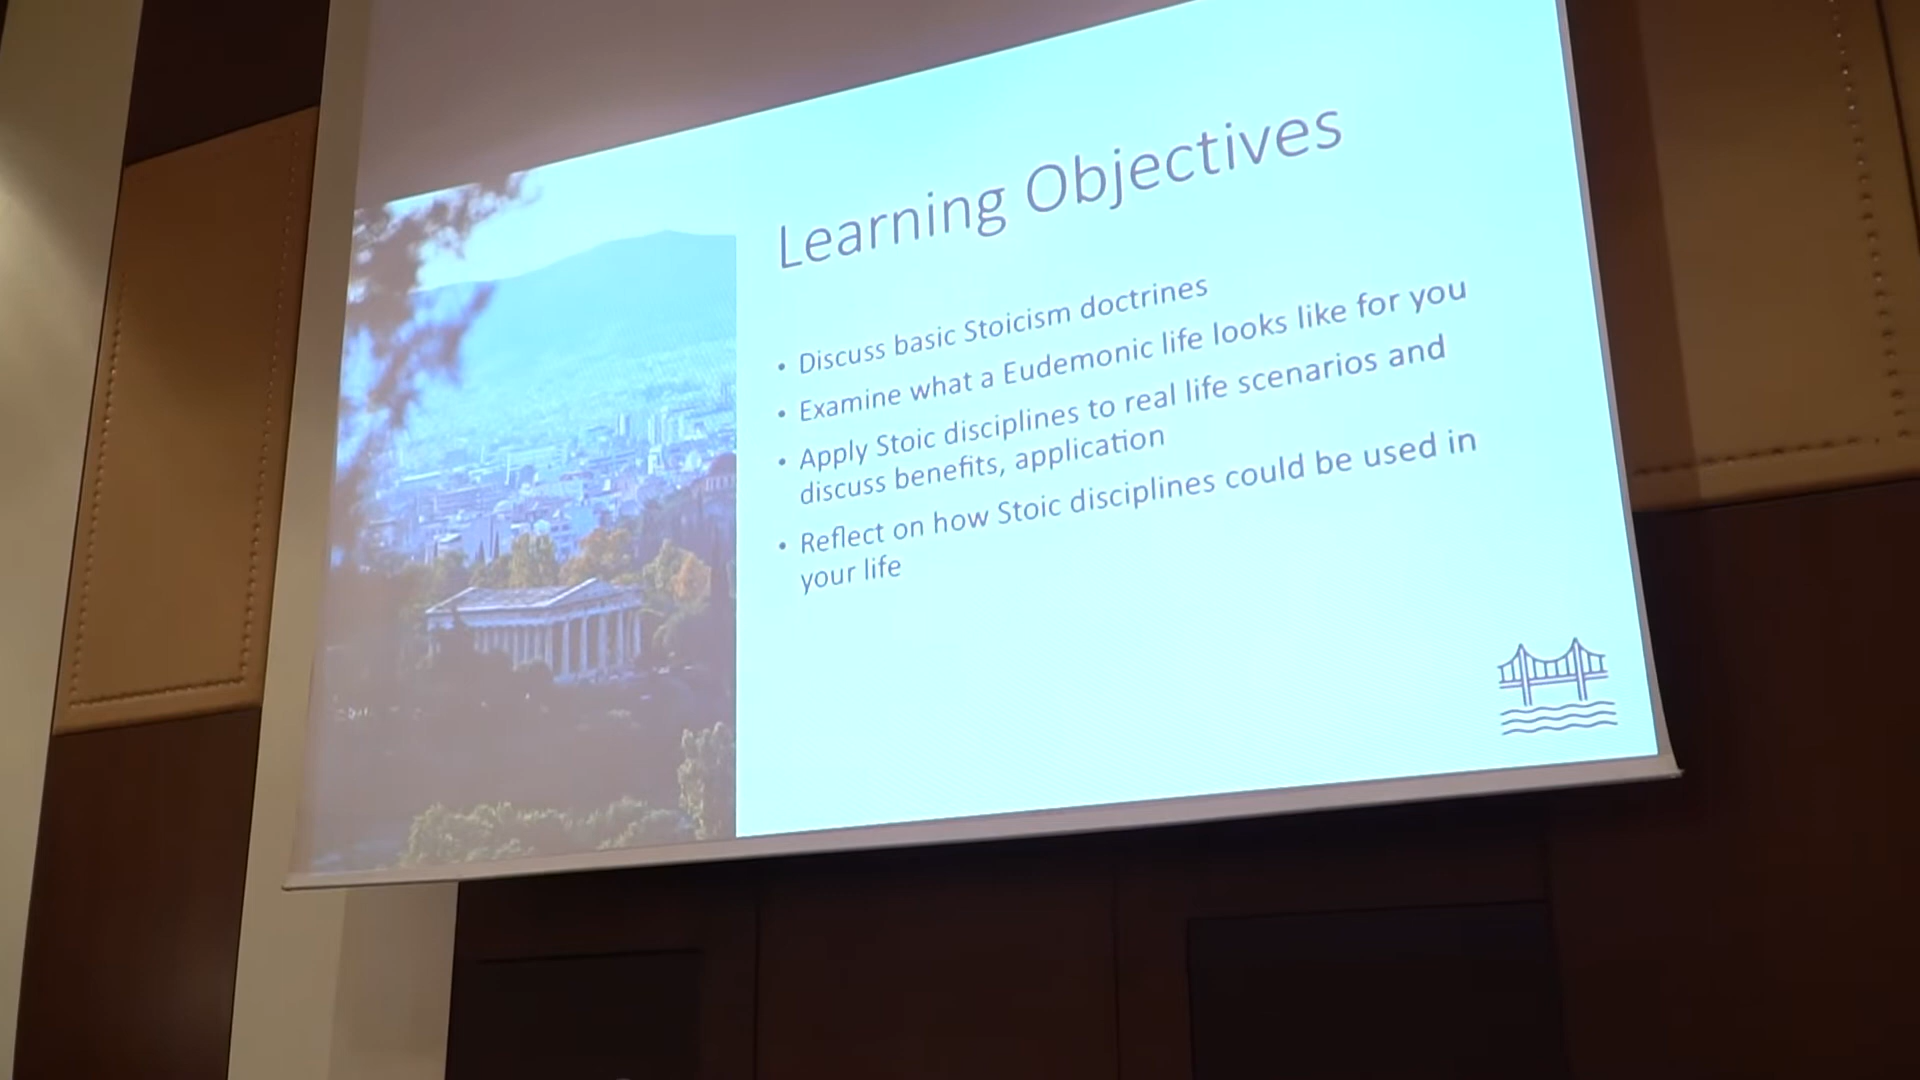 Learning Objectives
• Discuss basic Stoicism doctrines
• Examine what a Eudemonic life looks like for you
• Apply Stoic disciplines to real life scenarios and
discuss benefits, application
• Reflect on how Stoic disciplines could be used in
your life